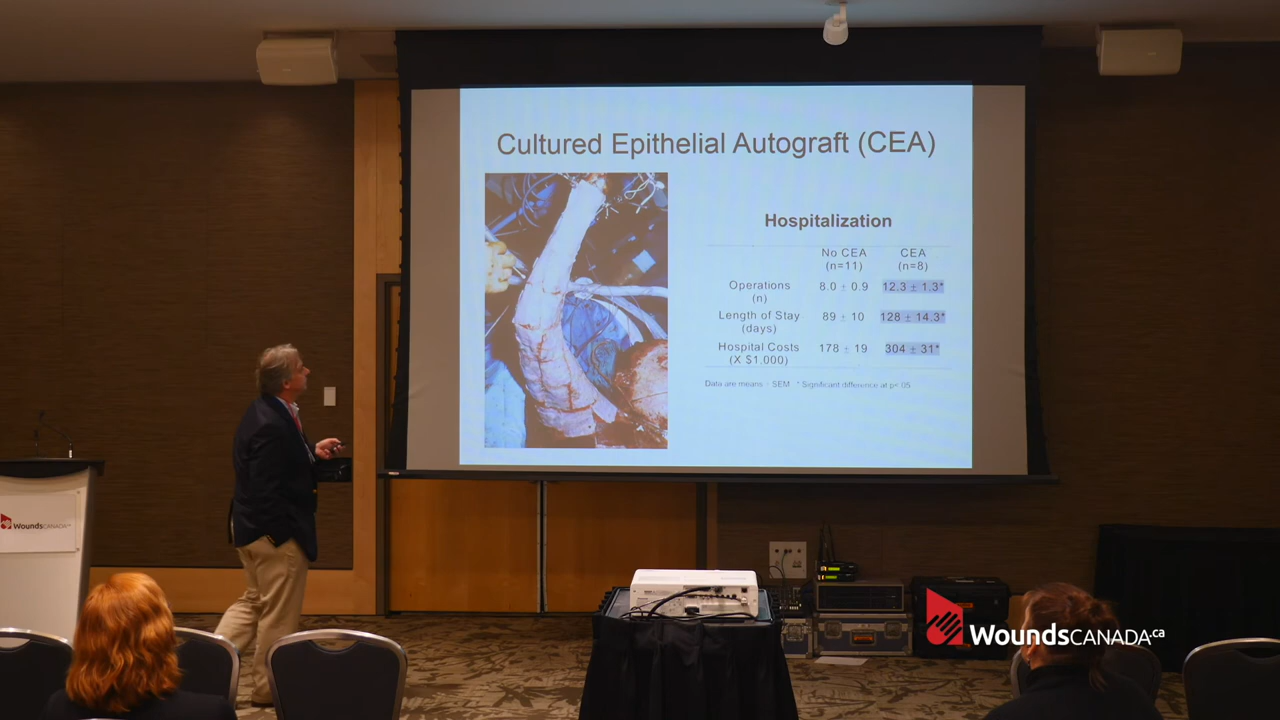 Cultured Epithelial Autograft (CEA)
Hospitalization
No CEA CEA
(n=11) (n=8)
Operations 8.0 ± 0.9 12.3 ± 1.3*
(n)
Length of Stay 89 ± 10 128 ± 14.3*
(days)
Hospital Costs 178 ± 19 304 ± 31*
(X $1,000)
Data are means ± SEM * Significant difference at p<.05
WoundsCANADA.ca
WoundsCANADA.ca